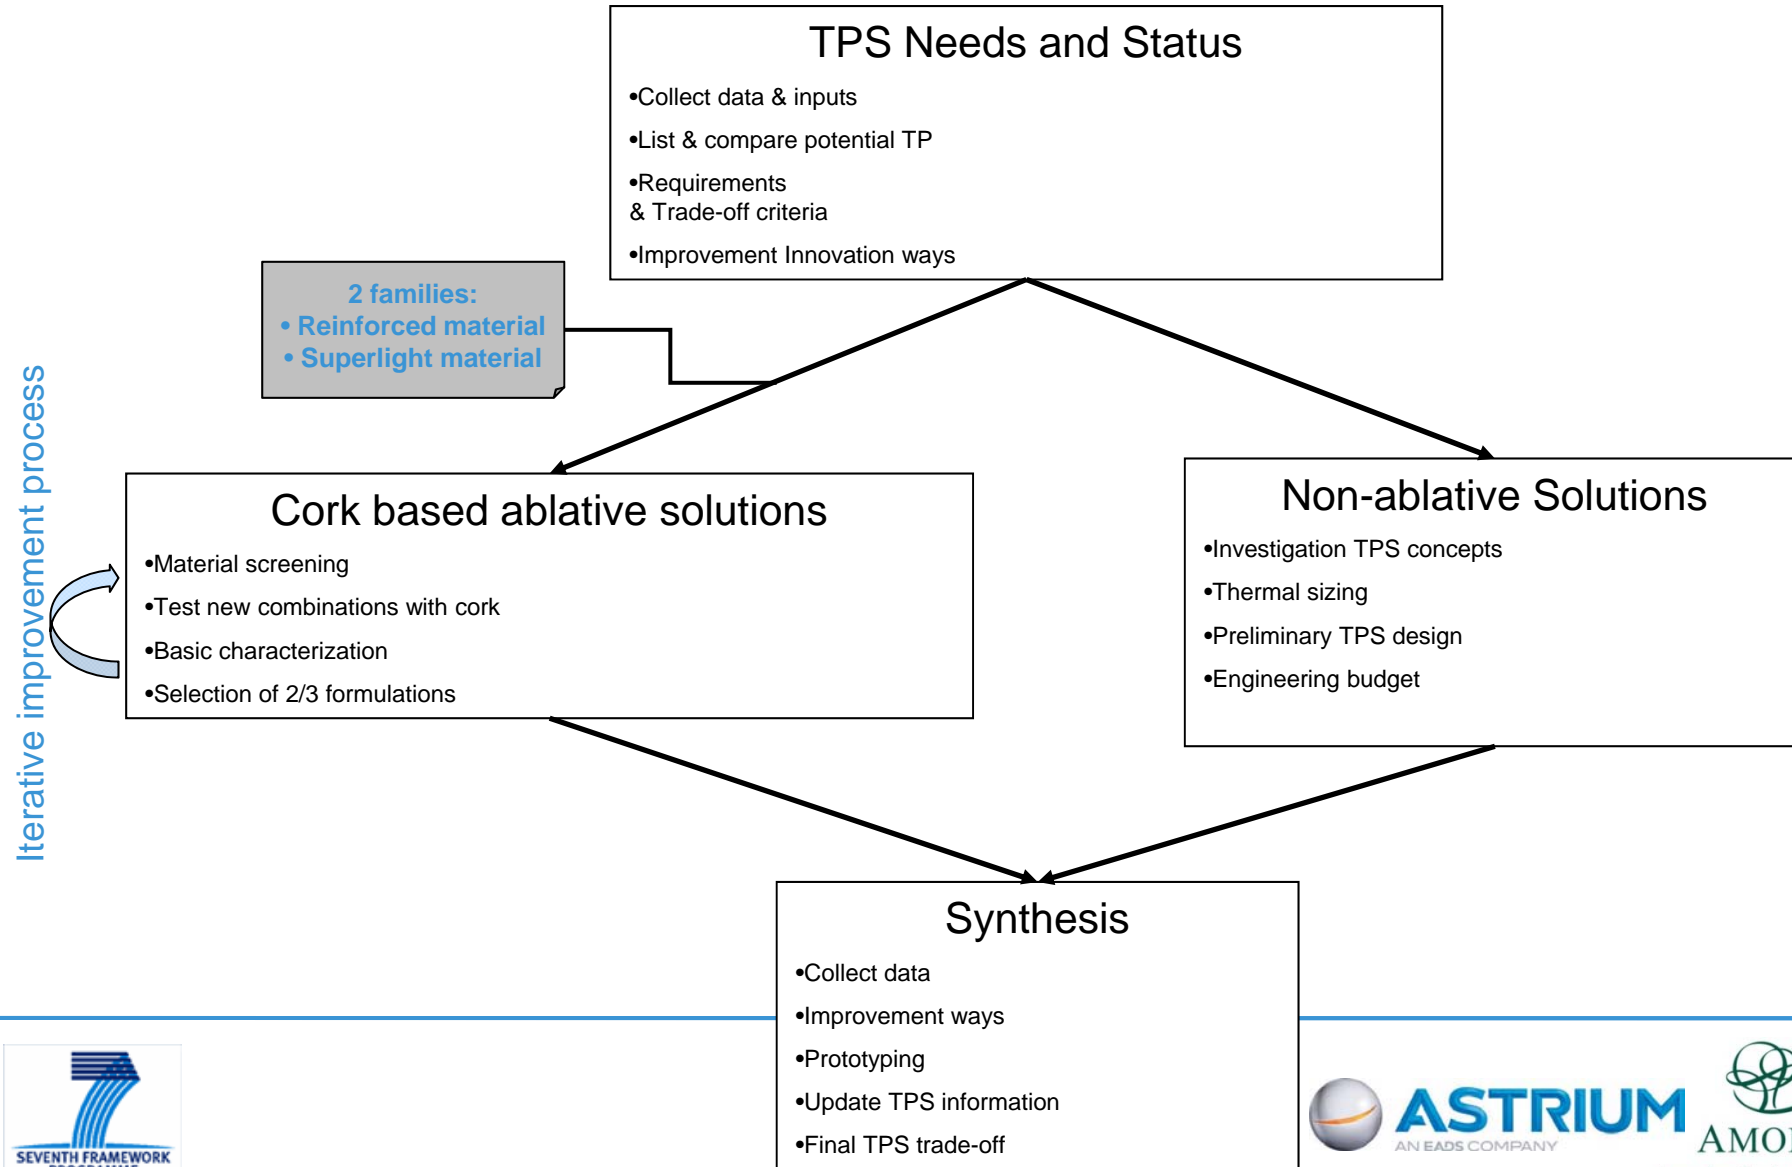 TPS Needs and Status
•Collect data & inputs
•List & compare potential TP
•Requirements
& Trade-off criteria
•Improvement Innovation ways
2 families:
• Reinforced material
• Superlight material
Iterative improvement process
Cork based ablative solutions
•Material screening
•Test new combinations with cork
•Basic characterization
•Selection of 2/3 formulations
Non-ablative Solutions
•Investigation TPS concepts
•Thermal sizing
•Preliminary TPS design
•Engineering budget
Synthesis
•Collect data
•Improvement ways
•Prototyping
•Update TPS information
•Final TPS trade-off
SEVENTH FRAMEWORK
PROGRAMME
ASTRIUM
AN EADS COMPANY